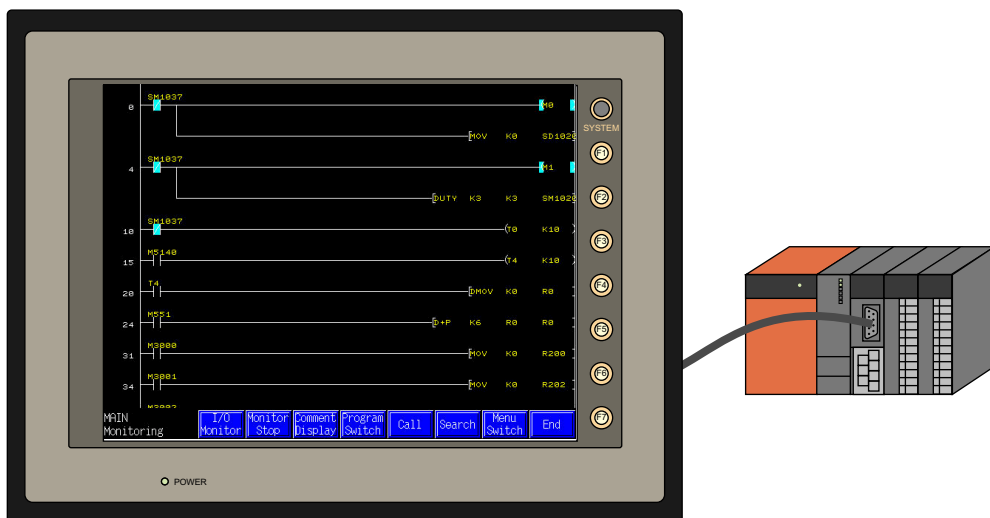 SM1037
0 M0
MOV K0 SD1020
SM1037
4 M1
DUTY K3 K3 SM1020
SM1037
10 T0 K10
M5140
15 T4 K10
T4
20 DMOV K0 R0
M551
24 D+P K6 R0 R0
M3000
31 MOV K0 R200
M3001
34 MOV K0 R202
MAIN
Monitoring
I/O Monitor
Monitor Stop
Comment Display
Program Switch
Call
Search
Menu Switch
End
SYSTEM
F1
F2
F3
F4
F5
F6
F7
POWER